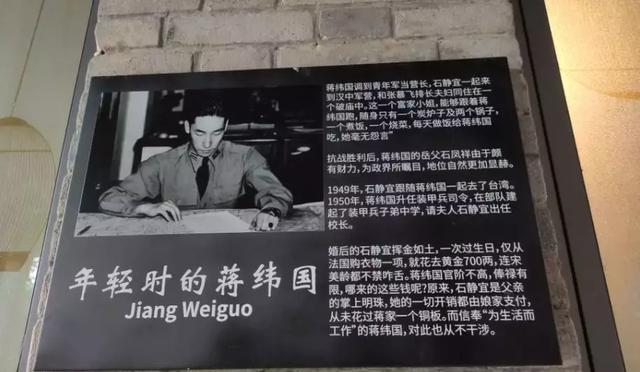 蒋纬国调到青年军当营长，石静宜一起来
到汉中军营，和张慕飞排长夫妇同住在一
个破庙中。这一个富家小姐，能够跟着蒋
纬国跑，随身只有一个炭炉子及两个锅子，
一个煮饭，一个烧菜，每天做饭给蒋纬国
吃，她毫无怨言”
抗战胜利后，蒋纬国的岳父石凤祥由于颇
有财力，为政界所瞩目，地位自然更加显赫。
1949年，石静宜跟随蒋纬国一起去了台湾。
1950年，蒋纬国升任装甲兵司令，在部队建
起了装甲兵子弟中学，请夫人石静宜出任
校长。
婚后的石静宜挥金如土，一次过生日，仅从
法国购衣物一项，就花去黄金700两，连宋
美龄都不禁咋舌。蒋纬国官阶不高，俸禄有
限，哪来的这些钱呢?原来，石静宜是父亲
的掌上明珠，她的一切开销都由娘家支付，
从未花过蒋家一个铜板。而信奉“为生活而
工作”的蒋纬国，对此也从不干涉。
年轻时的蒋纬国
Jiang Weiguo